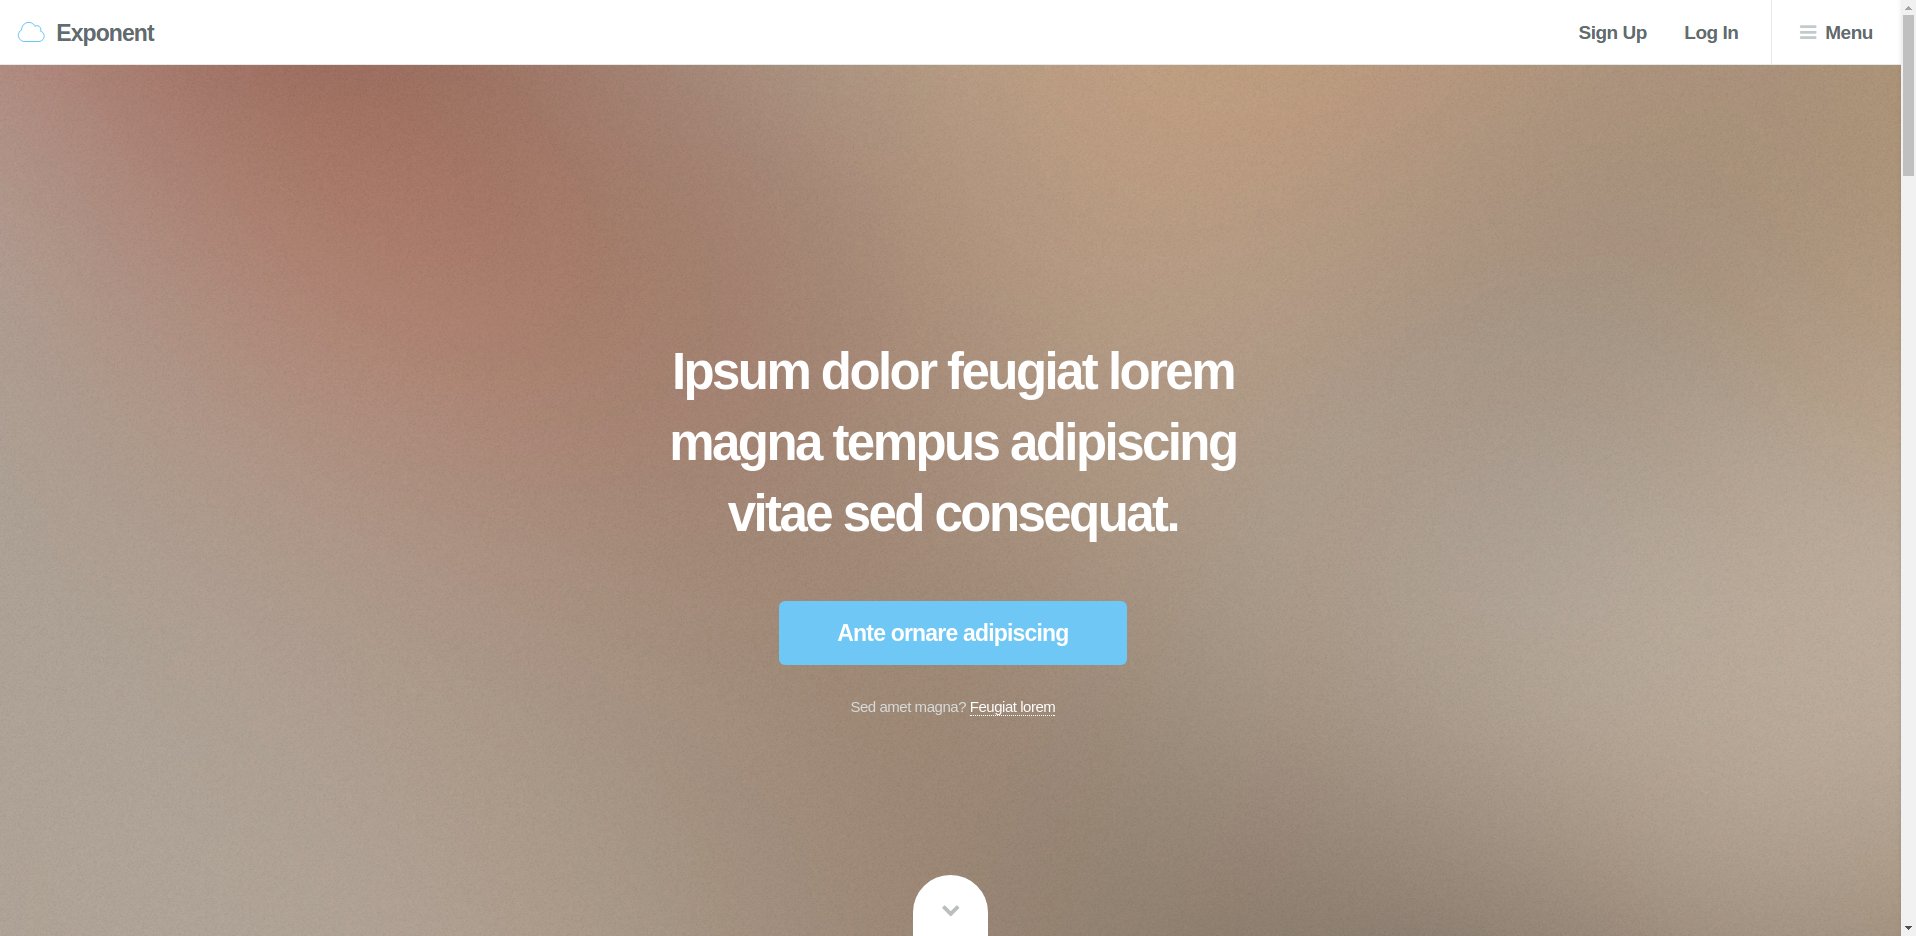 Exponent
Sign Up
Log In
Menu
Ipsum dolor feugiat lorem
magna tempus adipiscing
vitae sed consequat.
Ante ornare adipiscing
Sed amet magna? Feugiat lorem